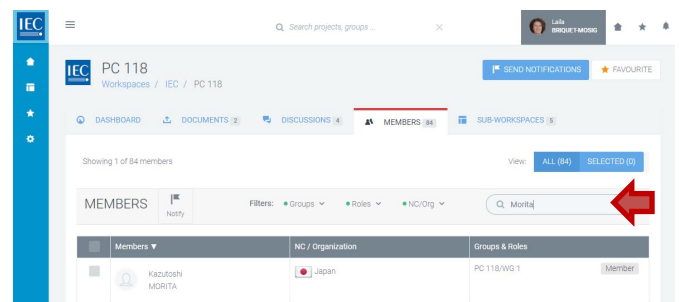 IEC
Search projects, groups ...
Laila
BRIQUET-MOSIG
IEC
PC 118
Workspaces / IEC / PC 118
SEND NOTIFICATIONS
FAVOURITE
DASHBOARD
DOCUMENTS 2
DISCUSSIONS 4
MEMBERS 84
SUB-WORKSPACES 5
Showing 1 of 84 members
View: ALL (84) SELECTED (0)
MEMBERS
Notify
Filters: Groups Roles NC/Org
Morita
Members NC / Organization Groups & Roles
Kazutoshi
MORITA
Japan
PC 118/WG 1 Member